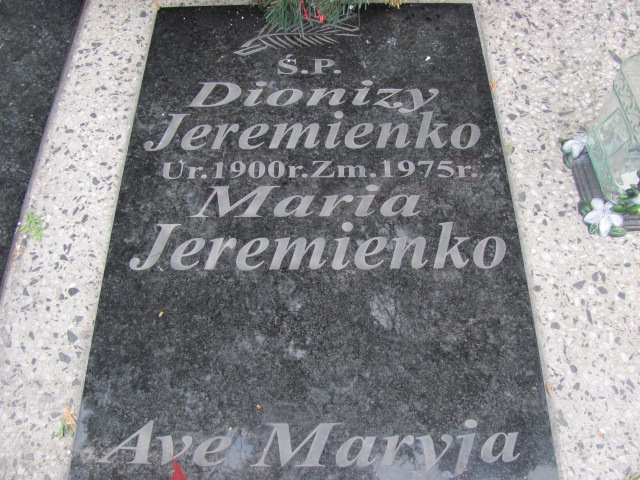 Ś.P.
Dionizy
Jeremienko
Ur.1900r.Zm.1975r.
Maria
Jeremienko
Ave Maryja